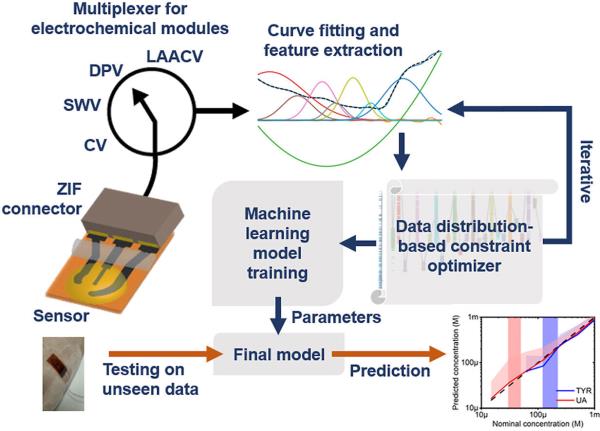 Multiplexer for
electrochemical modules
LAACV
DPV
SWV
CV
Curve fitting and
feature extraction
Iterative
ZIF
connector
Sensor
Machine
learning
model
training
Data distribution-
based constraint
optimizer
Parameters
Testing on
unseen data
Final model
Prediction
Predicted concentration (M)
1m
100µ
10µ
10µ
100µ
1m
Nominal concentration (M)
TYR
UA